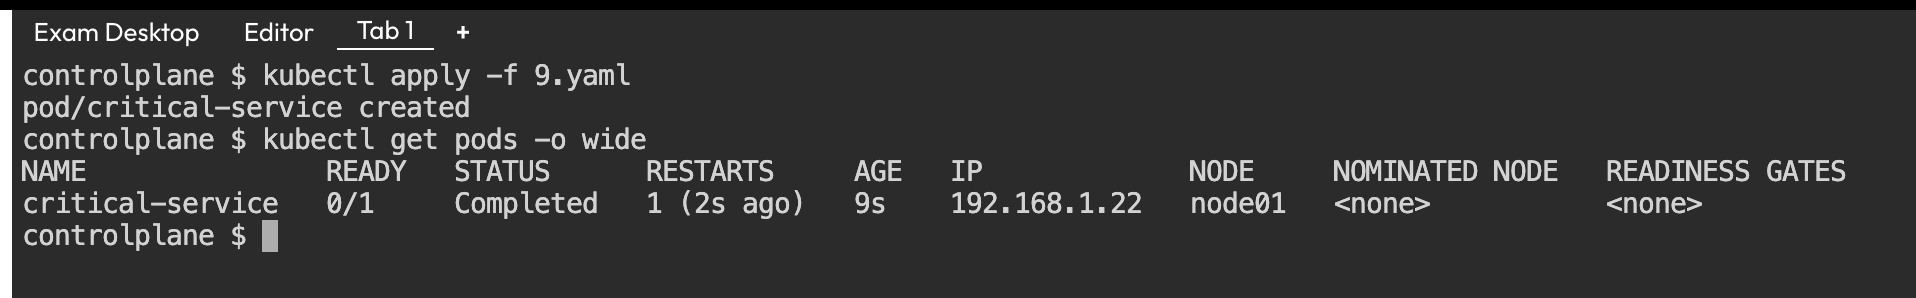 Exam Desktop Editor Tab 1 +
controlplane $ kubectl apply -f 9.yaml
pod/critical-service created
controlplane $ kubectl get pods -o wide
NAME READY STATUS RESTARTS AGE IP NODE NOMINATED NODE READINESS GATES
critical-service 0/1 Completed 1 (2s ago) 9s 192.168.1.22 node01 <none> <none>
controlplane $